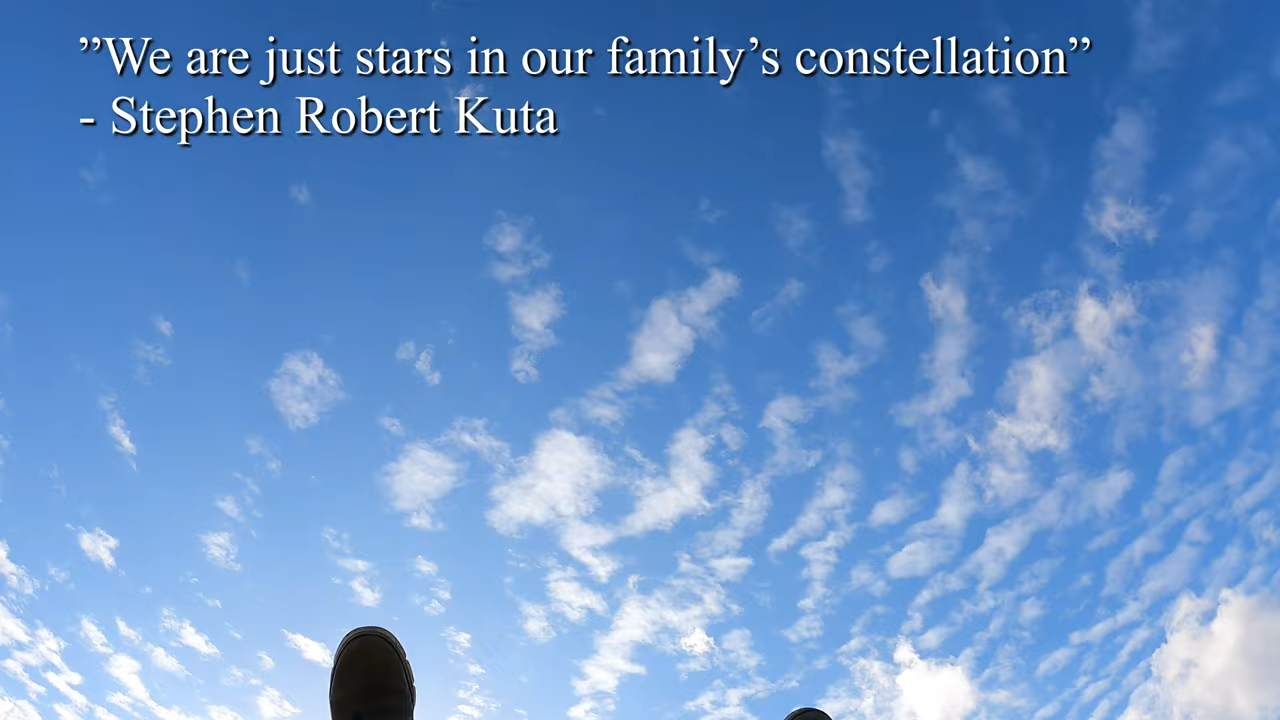 ”We are just stars in our family’s constellation”
- Stephen Robert Kuta